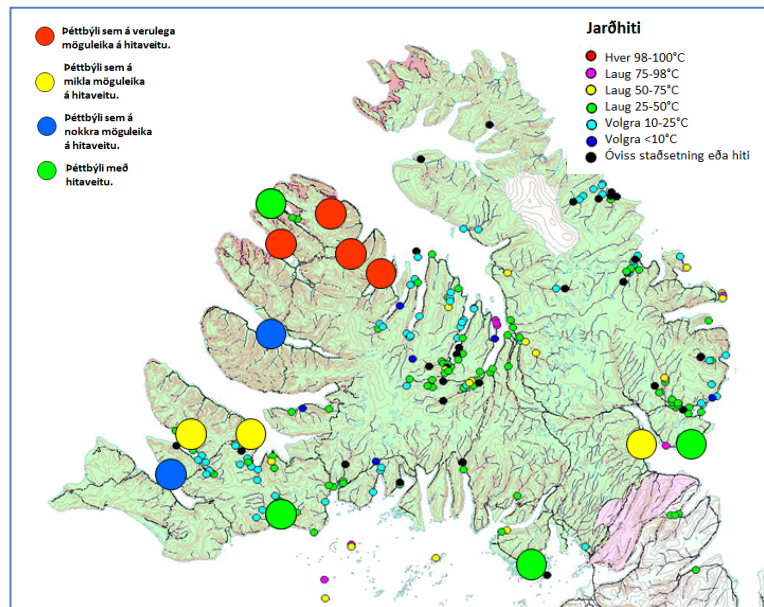 Þéttbýli sem á verulega
möguleika á hitaveitu.
Þéttbýli sem á
mikla möguleika
á hitaveitu.
Þéttbýli sem á
nokkra möguleika
á hitaveitu.
Þéttbýli með
hitaveitu.
Jarðhiti
Hver 98-100°C
Laug 75-98°C
Laug 50-75°C
Laug 25-50°C
Volgra 10-25°C
Volgra <10°C
Óviss staðsetning eða hiti